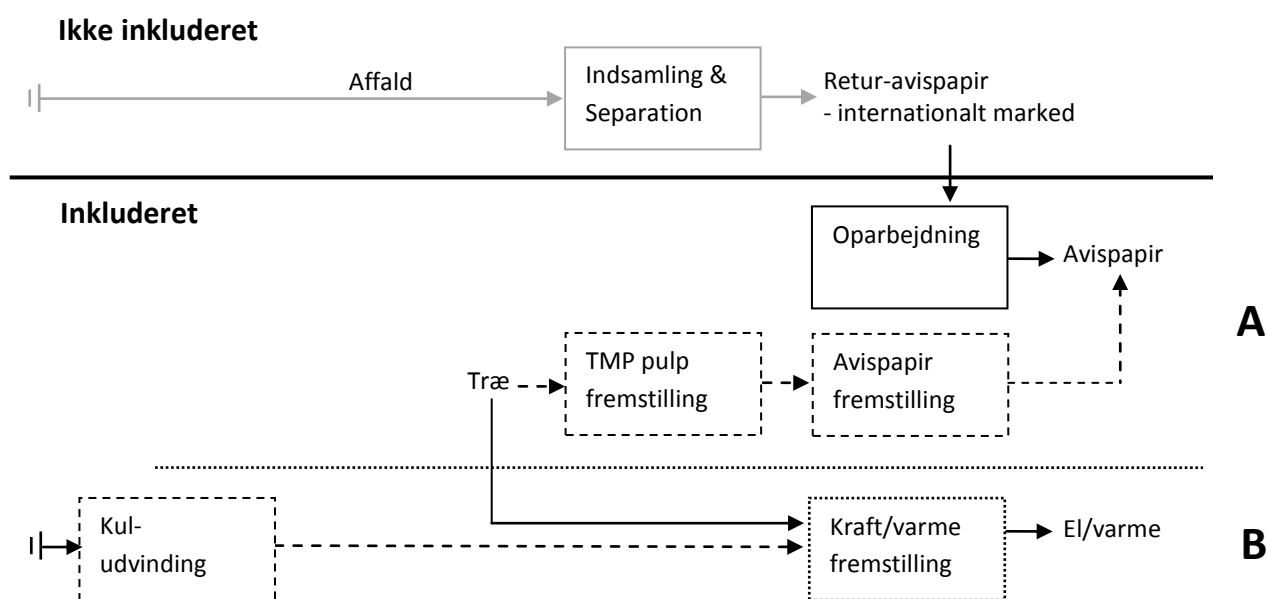 Ikke inkluderet
Affald
Indsamling &
Separation
Retur-avispapir
- internationalt marked
Inkluderet
Oparbejdning
Avispapir
A
Træ
TMP pulp
fremstilling
Avispapir
fremstilling
Kul-
udvinding
Kraft/varme
fremstilling
El/varme
B